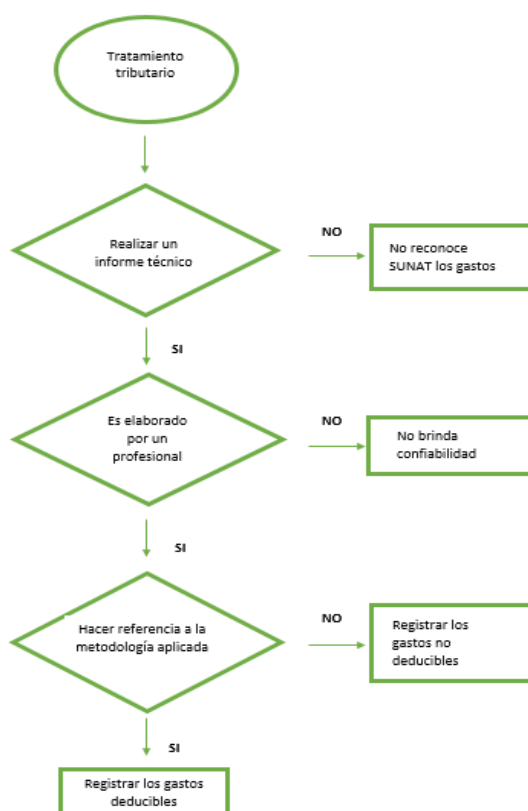 Tratamiento
tributario
Realizar un
informe técnico
NO
No reconoce
SUNAT los gastos
SI
Es elaborado
por un
profesional
NO
No brinda
confiabilidad
SI
Hacer referencia a la
metodología aplicada
NO
Registrar los
gastos no
deducibles
SI
Registrar los gastos
deducibles